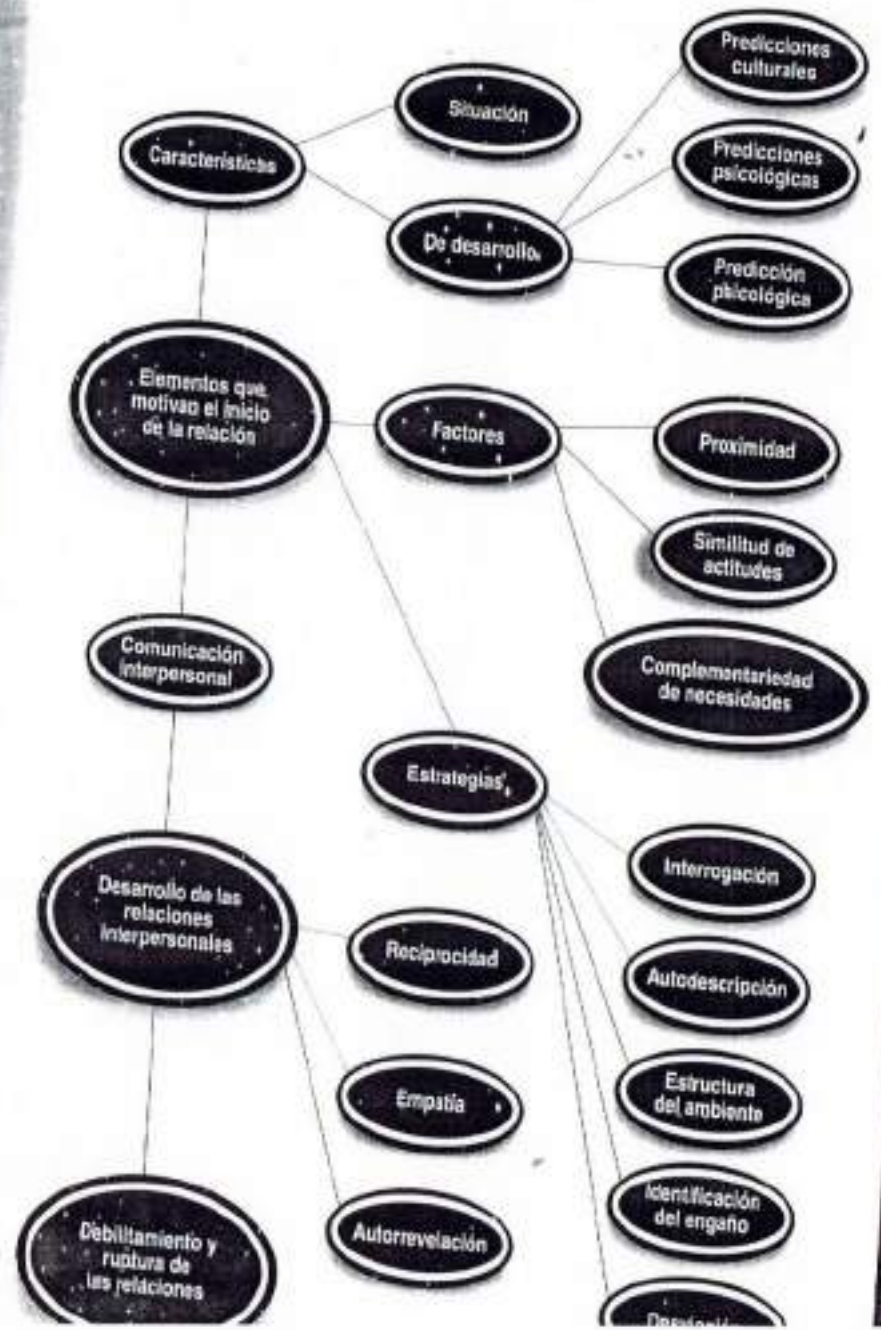 Predicciones
culturales
Situación
Características
Predicciones
psicológicas
De desarrollo
Predicción
psicológica
Elementos que
motivan el inicio
de la relación
Factores
Proximidad
Similitud de
actitudes
Comunicación
interpersonal
Complementariedad
de necesidades
Estrategias
Interrogación
Desarrollo de las
relaciones
interpersonales
Reciprocidad
Autodescripción
Empatía
Estructura
del ambiente
Identificación
del engaño
Autorrevelación
Debilitamiento y
ruptura de
las relaciones